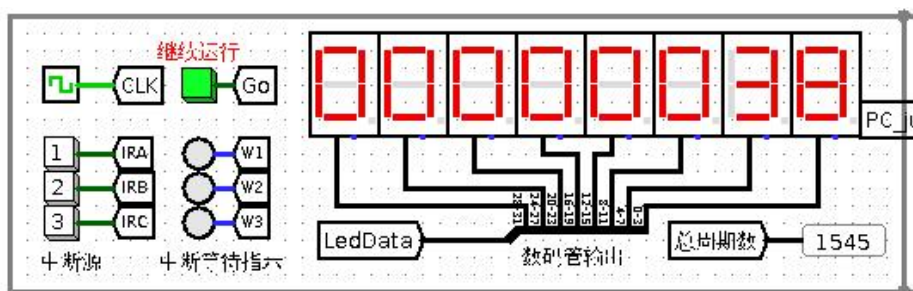 继续运行
CLK
Go
00000038
PC_ju
1
IRA
W1
2
IRB
W2
3
IRC
W3
28-31
24-27
20-23
16-19
12-15
8-11
4-7
0-3
LedData
总周期数
1545
中断源
中断等待指示
数码管输出